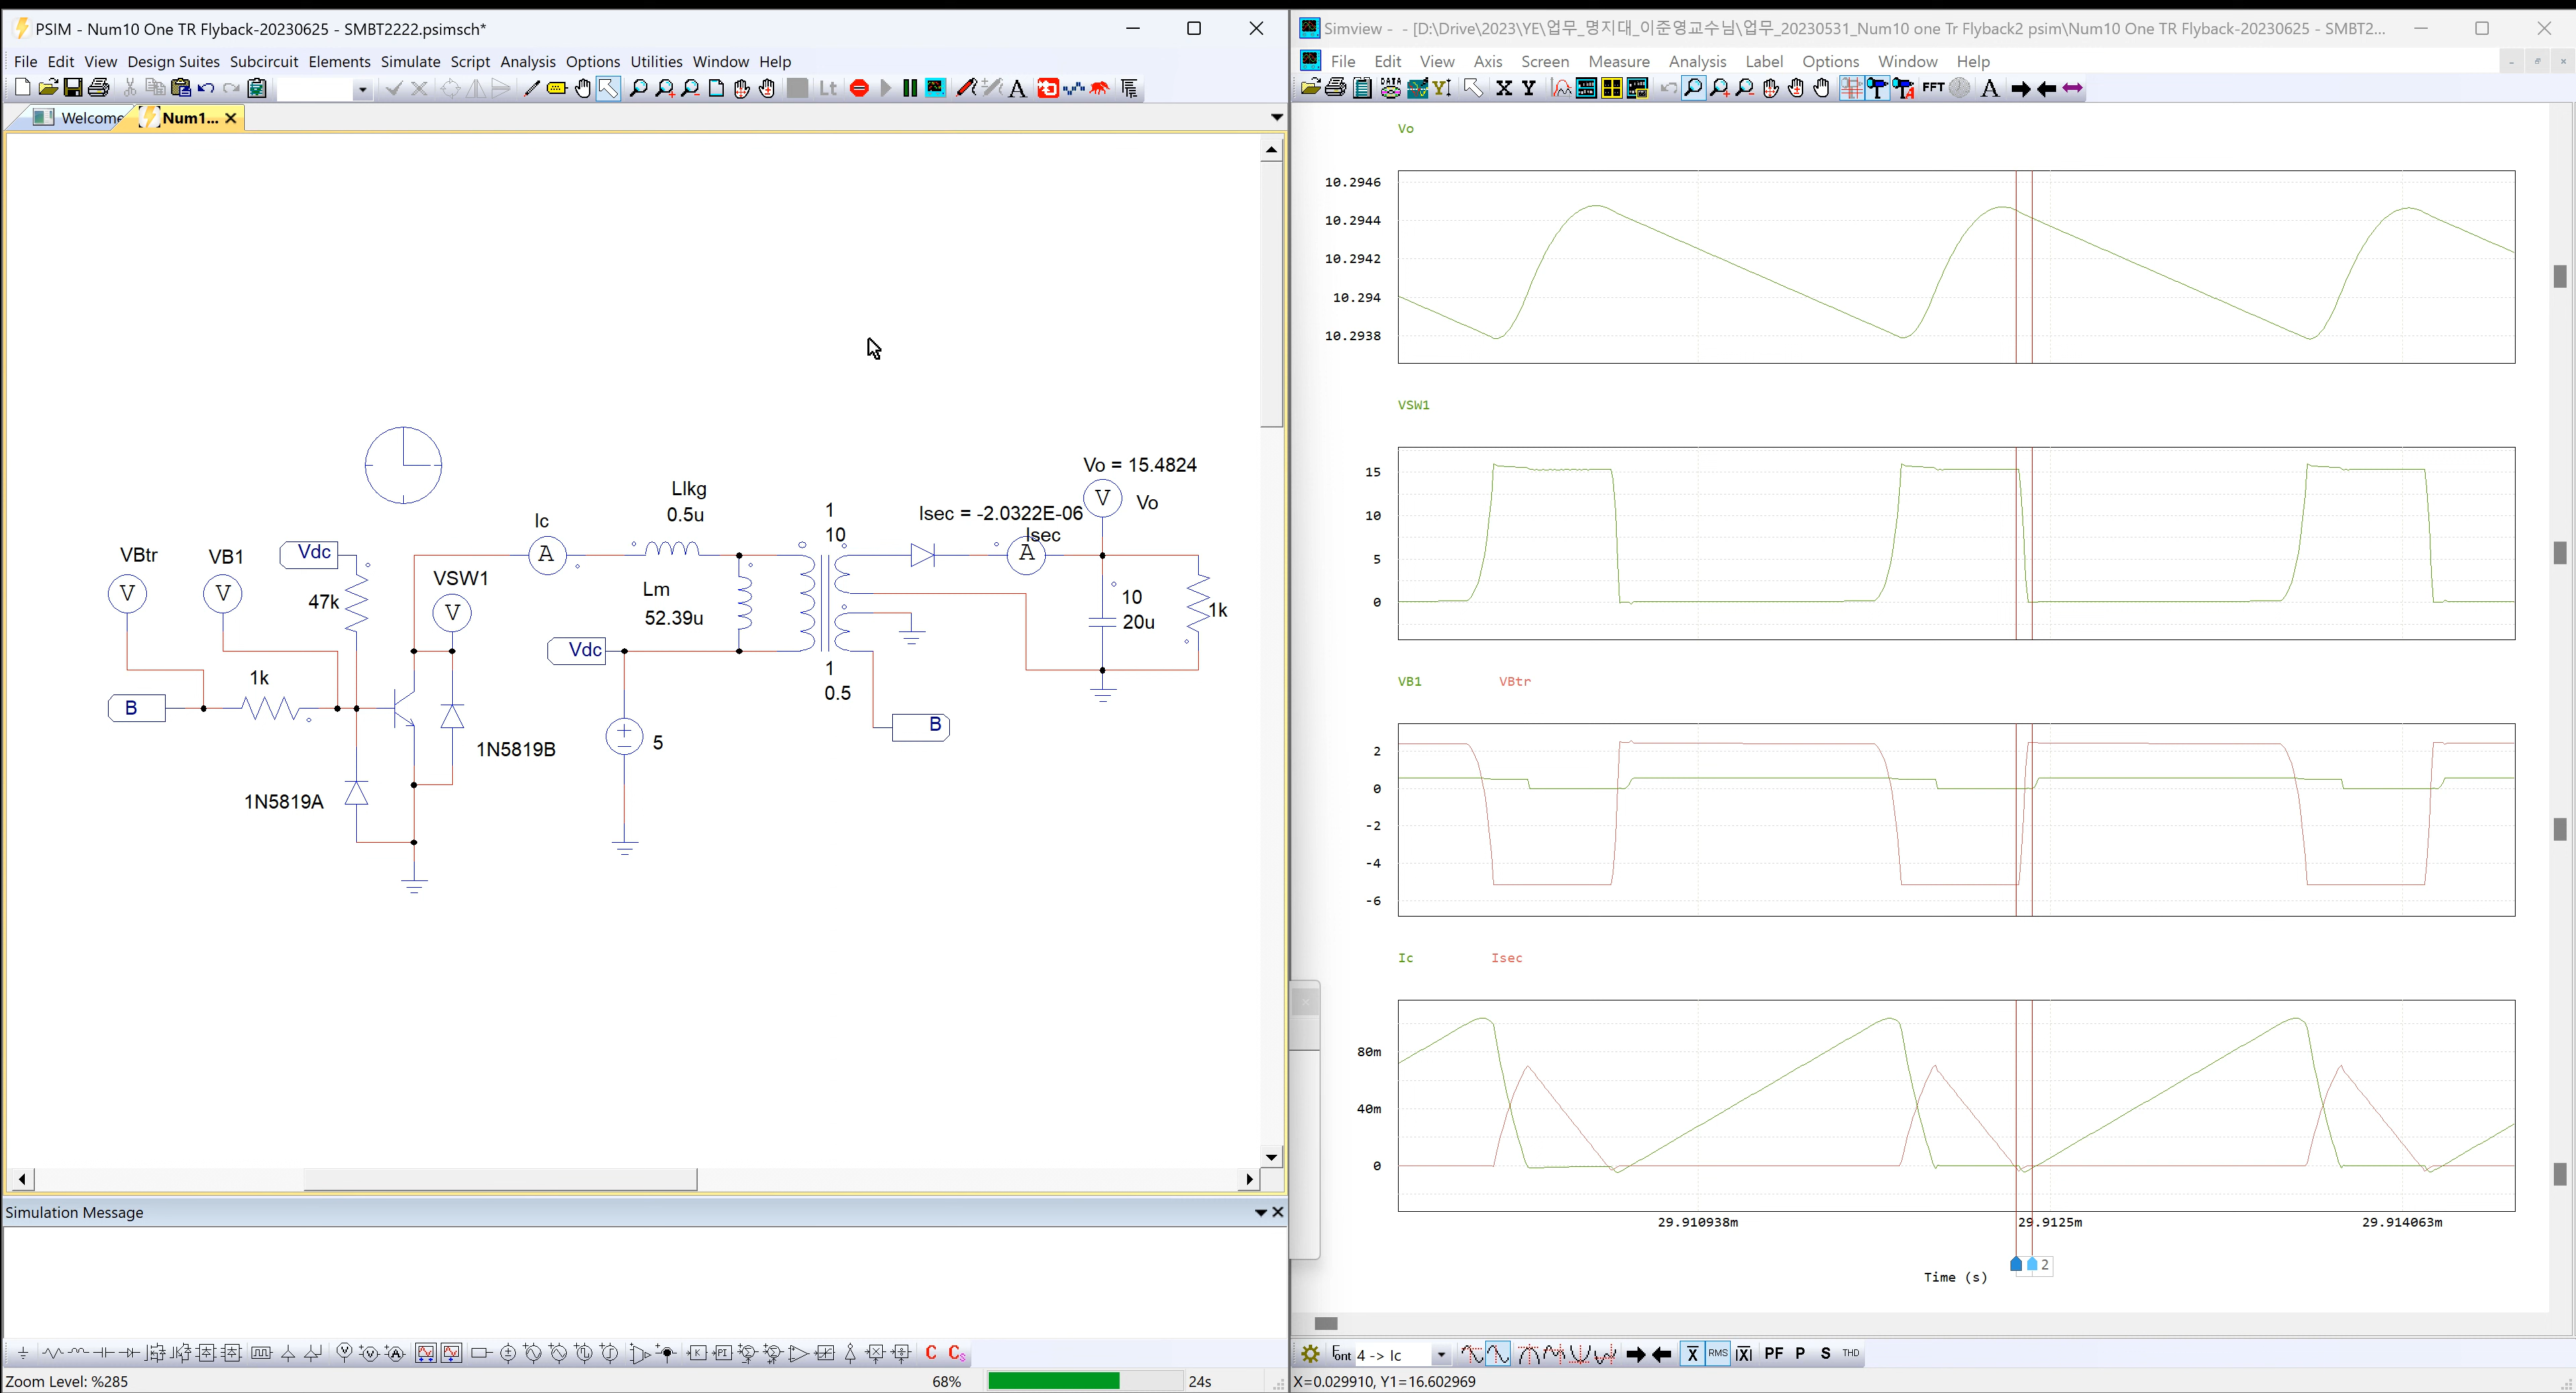 PSIM - Num10 One TR Flyback-20230625 - SMBT2222.psimsch*
File Edit View Design Suites Subcircuit Elements Simulate Script Analysis Options Utilities Window Help
Lt
Welcome Num1...
Vo = 15.4824
Vo
Llkg
0.5u
1
10
Isec = -2.0322E-06
Isec
Ic
A
V
A
VBtr
VB1
Vdc
VSW1
Lm
52.39u
47k
V
V
V
10
20u
1k
Vdc
1k
1
0.5
B
B
1N5819B
5
1N5819A
Simulation Message
Zoom Level: %285
68%
24s
Simview - - [D:\Drive\2023\YE\업무_명지대_이준영교수님\업무_20230531_Num10 one Tr Flyback2 psim\Num10 One TR Flyback-20230625 - SMBT2...
File Edit View Axis Screen Measure Analysis Label Options Window Help
DATA
X Y
FFT
A
Vo
10.2946
10.2944
10.2942
10.294
10.2938
VSW1
15
10
5
0
VB1 VBtr
2
0
-2
-4
-6
Ic Isec
80m
40m
0
29.910938m 29.9125m 29.914063m
2
Time (s)
Font 4 -> Ic
X RMS |X| PF P S THD
X=0.029910, Y1=16.602969